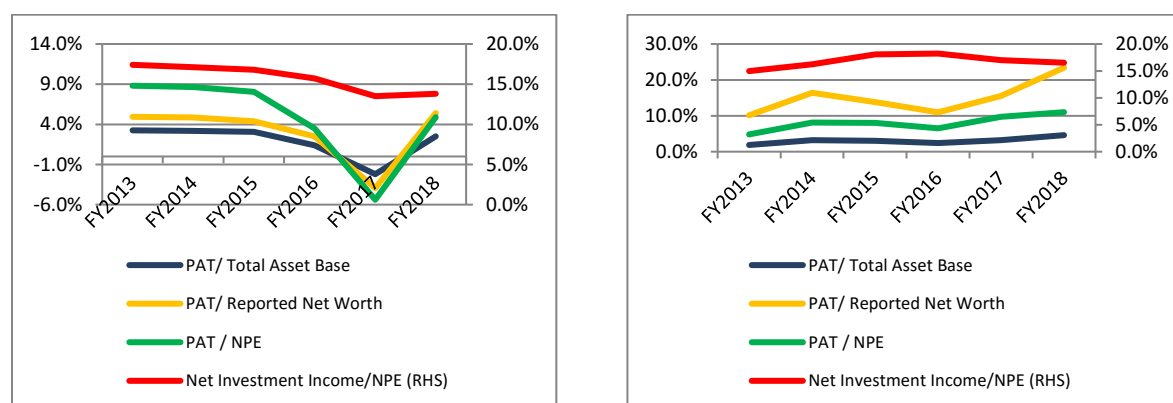 14.0%
9.0%
4.0%
-1.0%
-6.0%
20.0%
15.0%
10.0%
5.0%
0.0%
FY2013
FY2014
FY2015
FY2016
FY2017
FY2018
PAT/ Total Asset Base
PAT/ Reported Net Worth
PAT / NPE
Net Investment Income/NPE (RHS)
30.0%
20.0%
10.0%
0.0%
20.0%
15.0%
10.0%
5.0%
0.0%
FY2013
FY2014
FY2015
FY2016
FY2017
FY2018
PAT/ Total Asset Base
PAT/ Reported Net Worth
PAT / NPE
Net Investment Income/NPE (RHS)